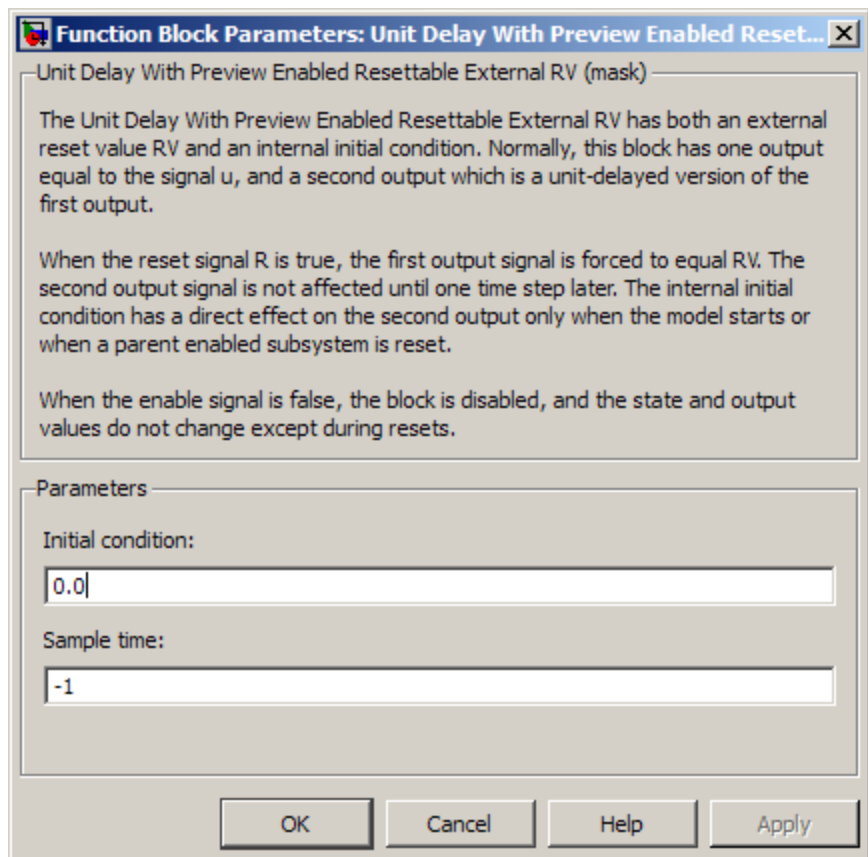 Function Block Parameters: Unit Delay With Preview Enabled Reset...
Unit Delay With Preview Enabled Resettable External RV (mask)
The Unit Delay With Preview Enabled Resettable External RV has both an external
reset value RV and an internal initial condition. Normally, this block has one output
equal to the signal u, and a second output which is a unit-delayed version of the
first output.
When the reset signal R is true, the first output signal is forced to equal RV. The
second output signal is not affected until one time step later. The internal initial
condition has a direct effect on the second output only when the model starts or
when a parent enabled subsystem is reset.
When the enable signal is false, the block is disabled, and the state and output
values do not change except during resets.
Parameters
Initial condition:
0.0
Sample time:
-1
OK Cancel Help Apply